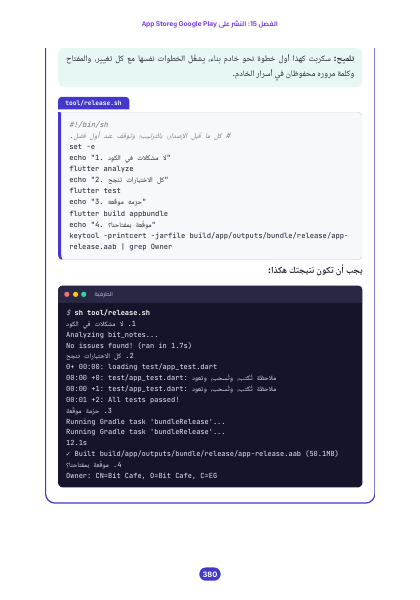 الفصل 15: النشر على App Storeو Google Play
تلميح: سكربت كهذا أول خطوة نحو خادم بناء، يشغّل الخطوات نفسها مع كل تغيير، والمفتاح
وكلمة مروره محفوظان في أسرار الخادم.
tool/release.sh
#!/bin/sh
# كل ما قبل الإصدار، بالترتيب؛ وتوقف عند أول فشل.
set -e
echo "1. لا مشكلات في الكود"
flutter analyze
echo "2. كل الاختبارات تنجح"
flutter test
echo "3. حزمة موقعة"
flutter build appbundle
echo "4. موقعة بمفتاحنا؟"
keytool -printcert -jarfile build/app/outputs/bundle/release/app-
release.aab | grep Owner
يجب أن تكون نتيجتك هكذا:
الطرفية
$ sh tool/release.sh
1. لا مشكلات في الكود
Analyzing bit_notes...
No issues found! (ran in 1.7s)
2. كل الاختبارات تنجح
0+ 00:00: loading test/app_test.dart
00:00 +0: test/app_test.dart: ملاحظة تُكتب، وتُسحب، وتعود
00:00 +1: test/app_test.dart: ملاحظة تُكتب، وتُسحب، وتعود
00:01 +2: All tests passed!
3. حزمة موقّعة
Running Gradle task 'bundleRelease'...
Running Gradle task 'bundleRelease'...
12.1s
✓ Built build/app/outputs/bundle/release/app-release.aab (50.1MB)
4. موقّعة بمفتاحنا؟
Owner: CN=Bit Cafe, O=Bit Cafe, C=EG
380